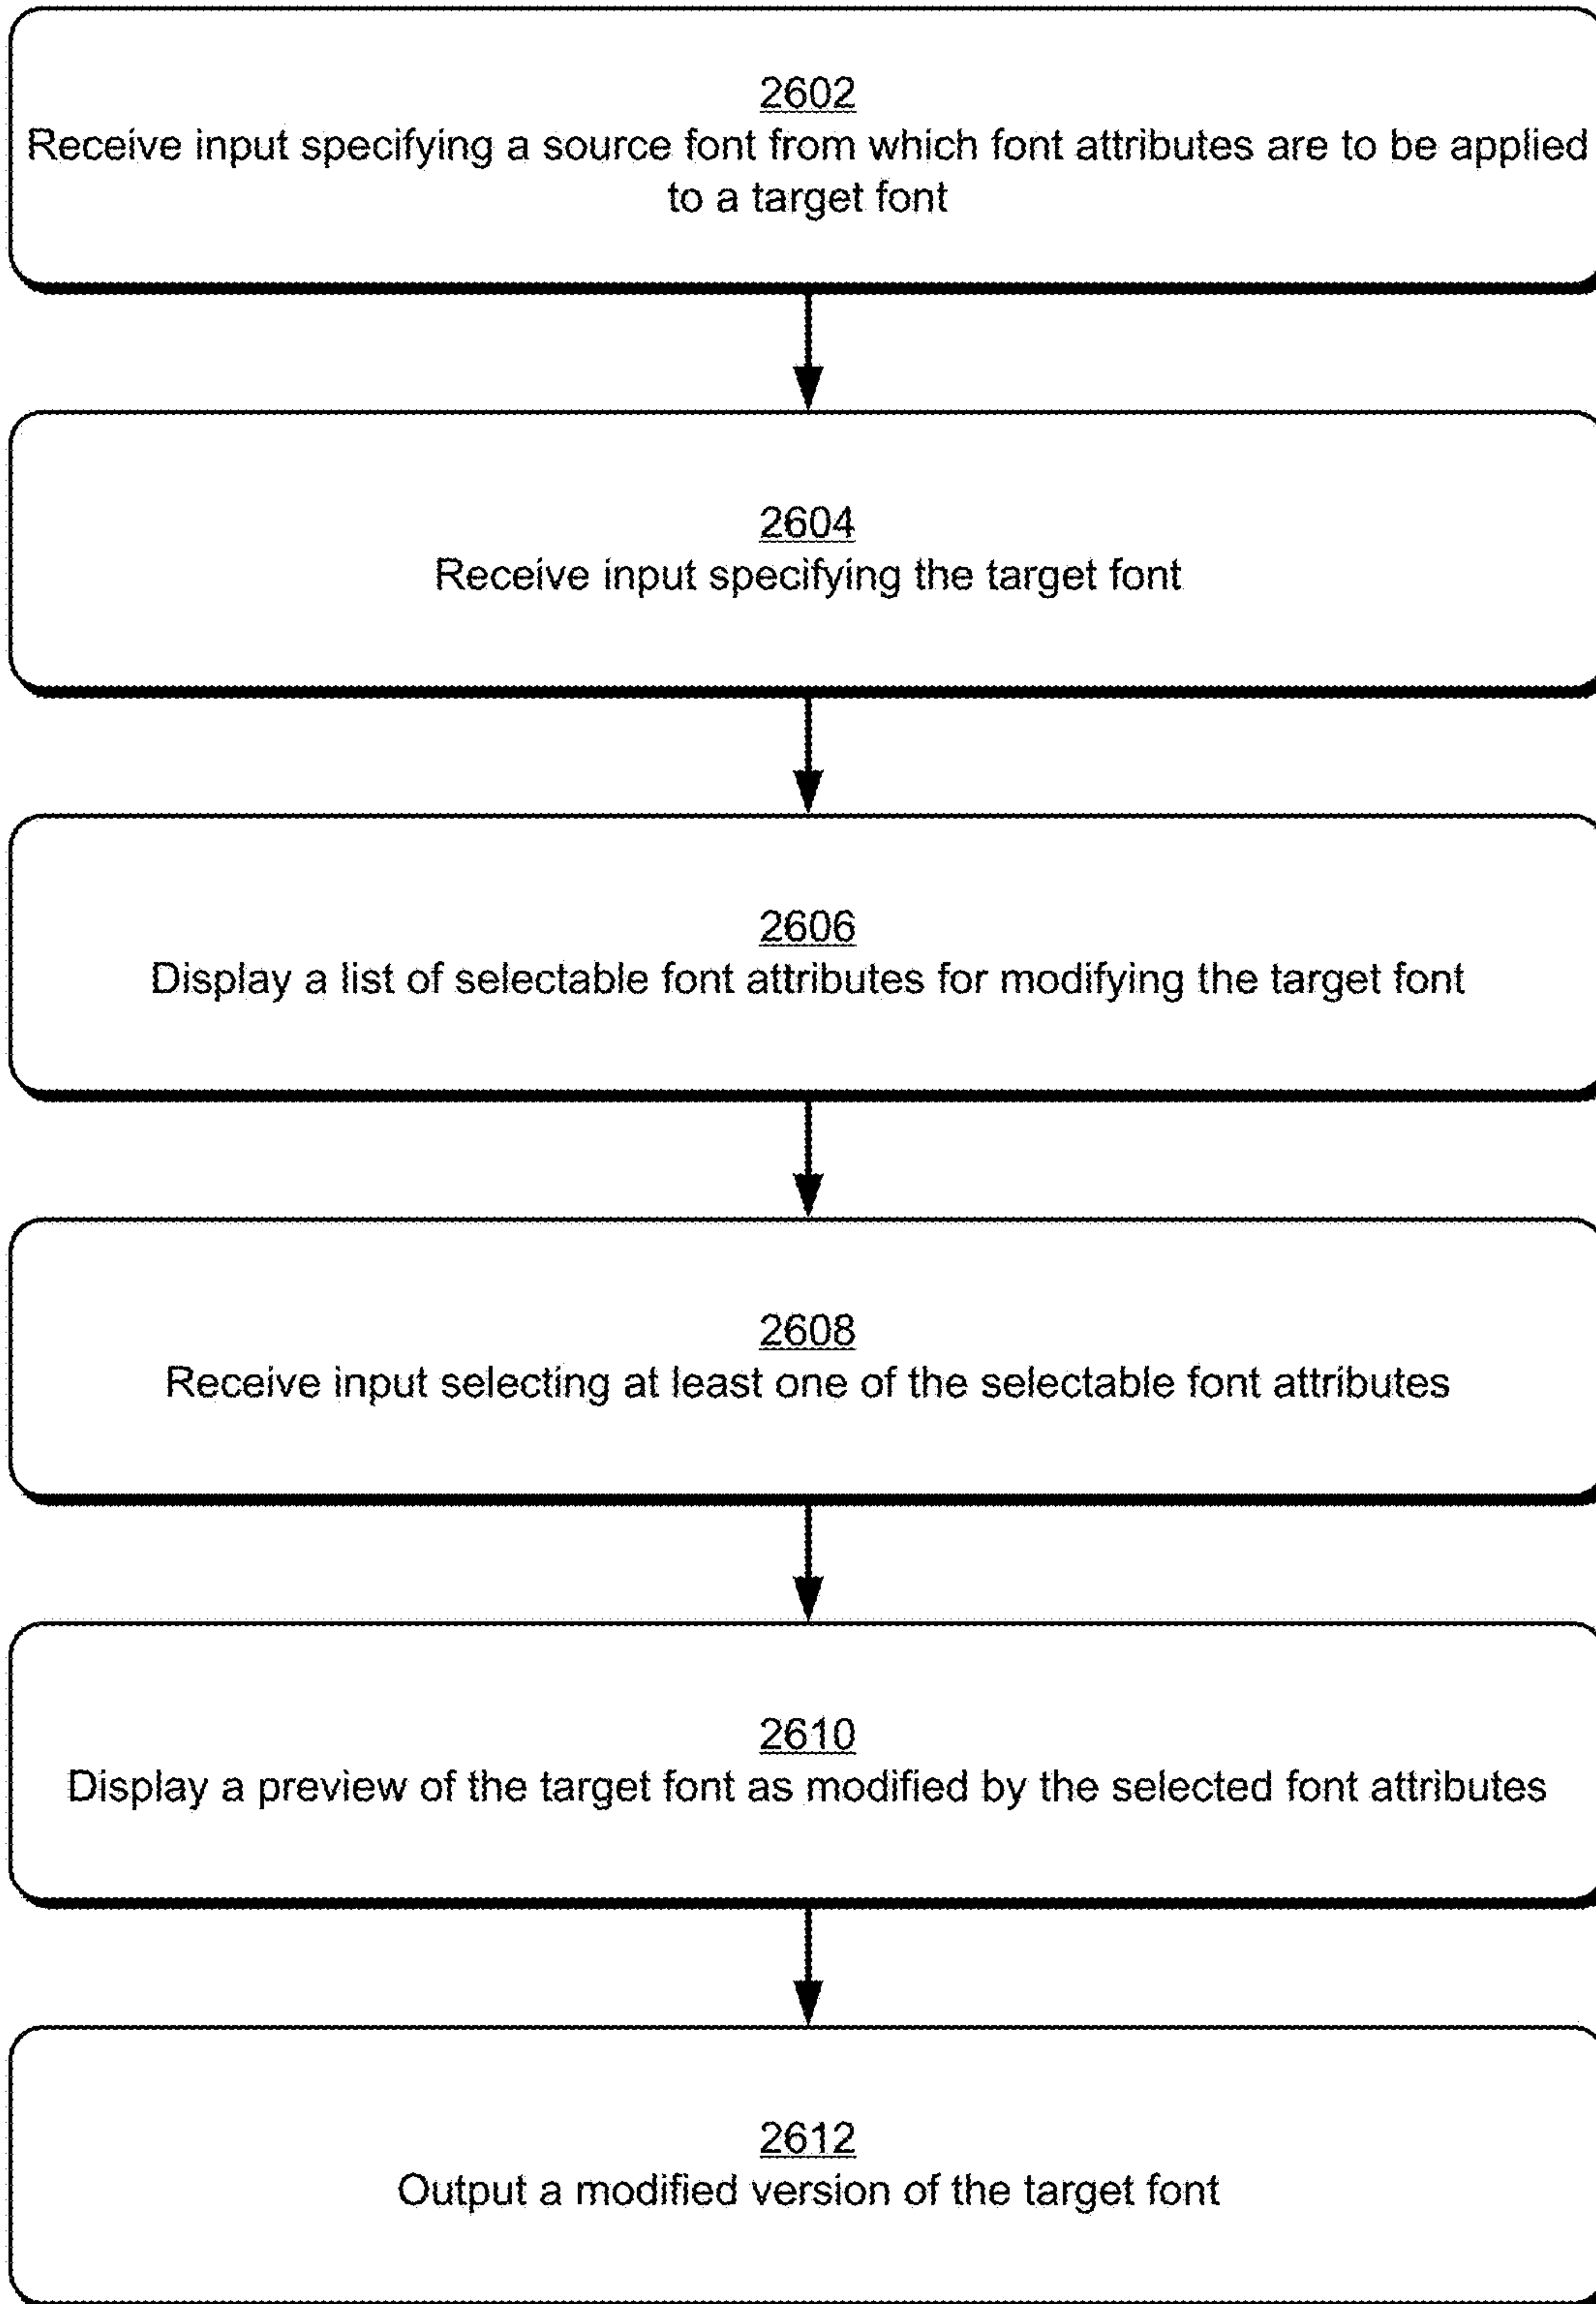 2602
Receive input specifying a source font from which font attributes are to be applied
to a target font
2604
Receive input specifying the target font
2606
Display a list of selectable font attributes for modifying the target font
2608
Receive input selecting at least one of the selectable font attributes
2610
Display a preview of the target font as modified by the selected font attributes
2612
Output a modified version of the target font